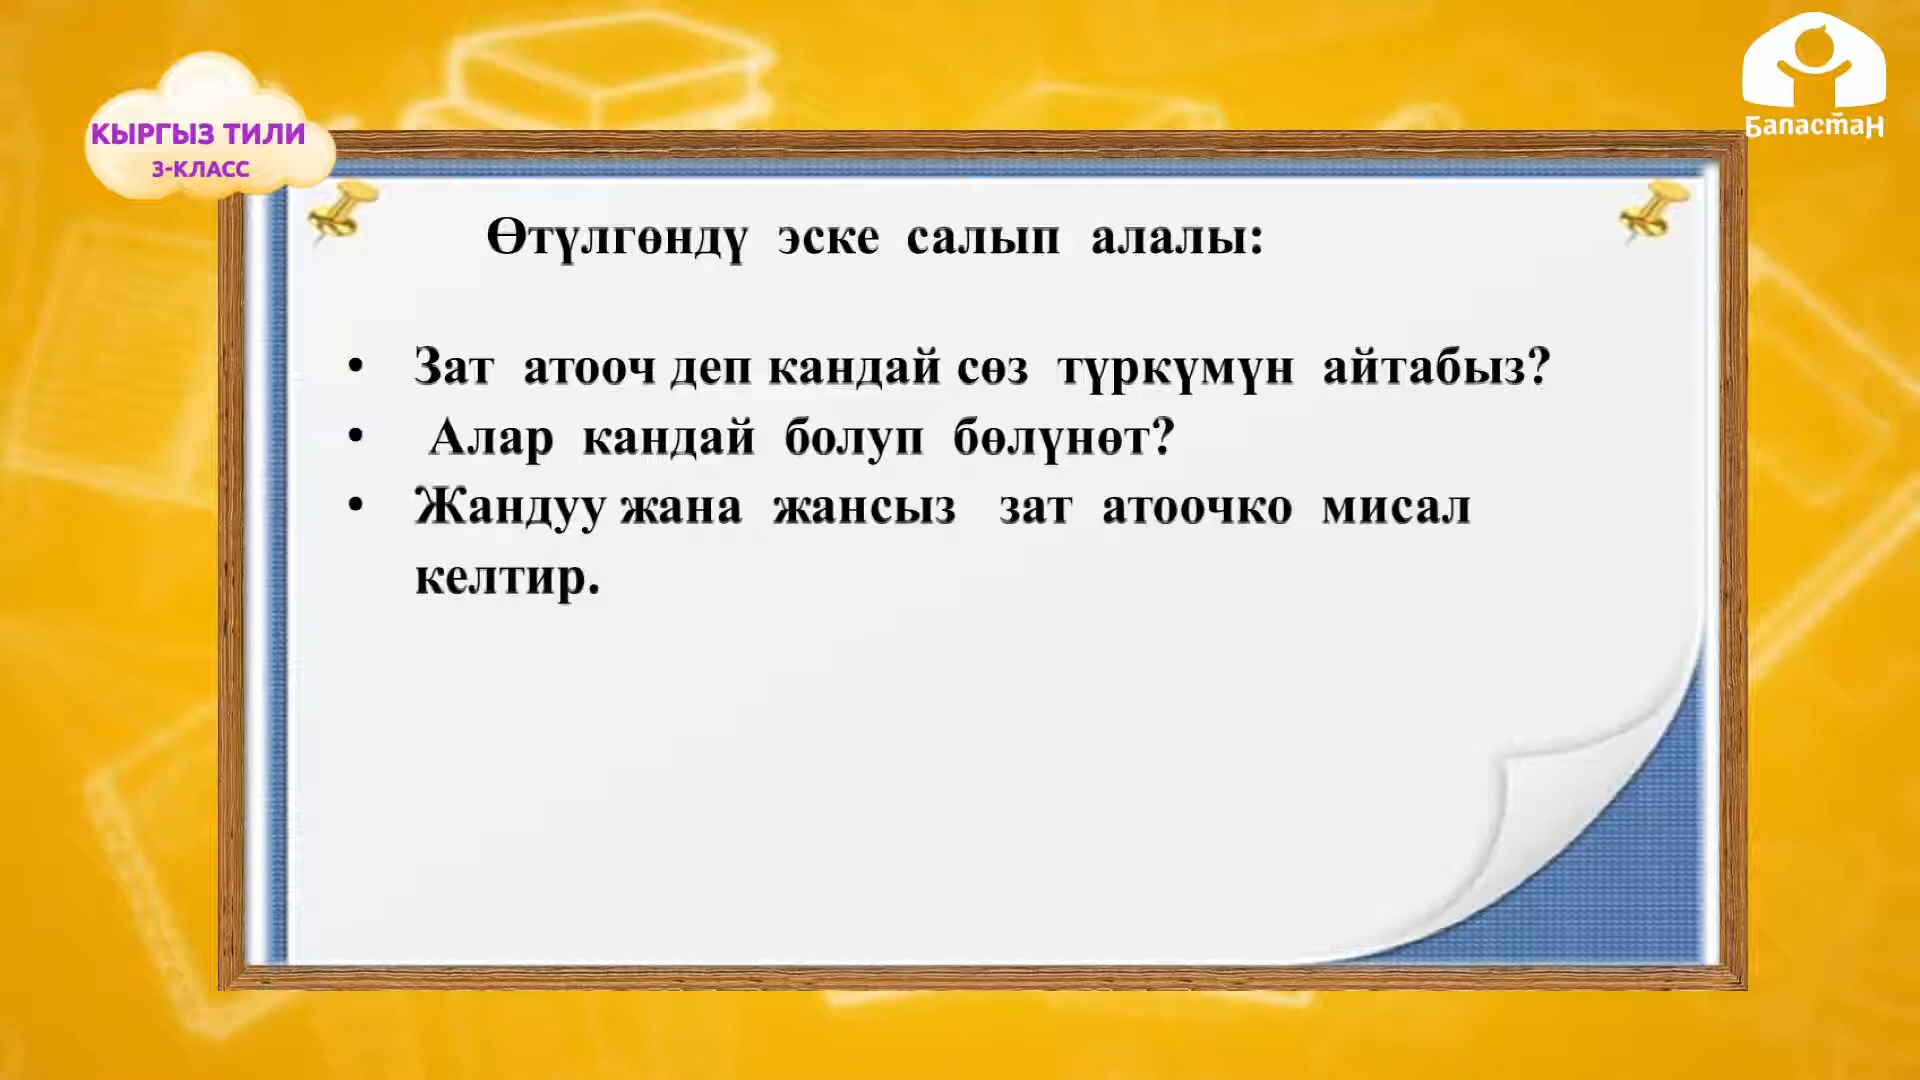 КЫРГЫЗ ТИЛИ
3-КЛАСС
Баластан
Өтүлгөндү эске салып алалы:
• Зат атооч деп кандай сөз түркүмүн айтабыз?
• Алар кандай болуп бөлүнөт?
• Жандуу жана жансыз зат атоочко мисал
келтир.